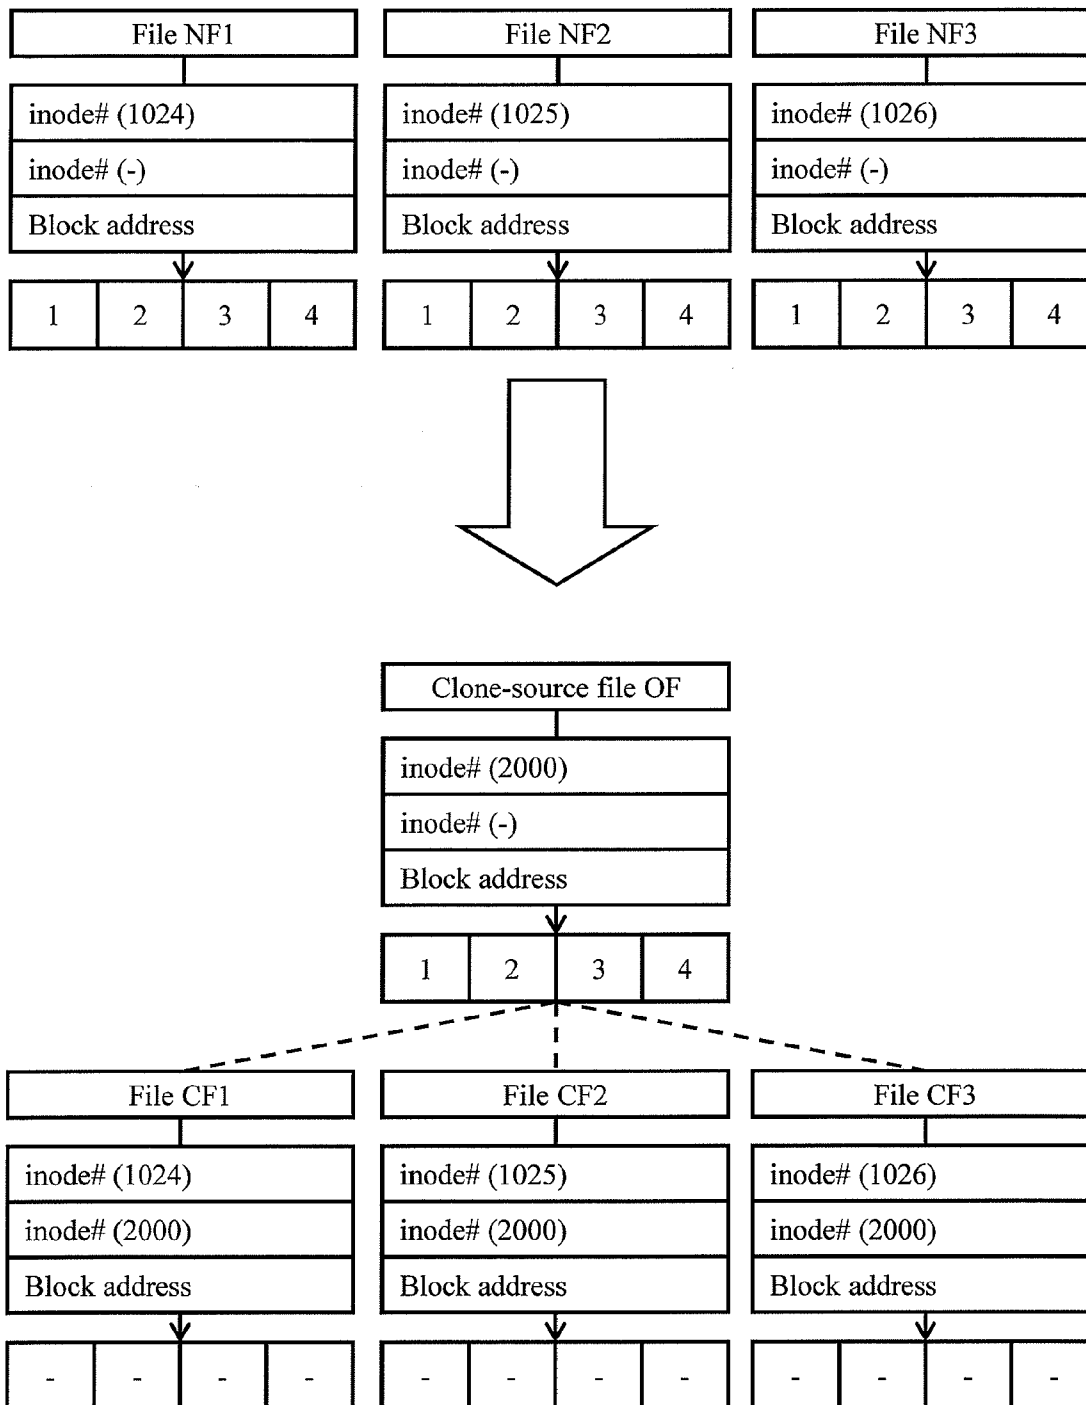 File NF1 File NF2 File NF3
inode# (1024) inode# (1025) inode# (1026)
inode# (-) inode# (-) inode# (-)
Block address Block address Block address
1 2 3 4 1 2 3 4 1 2 3 4
Clone-source file OF
inode# (2000)
inode# (-)
Block address
1 2 3 4
File CF1 File CF2 File CF3
inode# (1024) inode# (1025) inode# (1026)
inode# (2000) inode# (2000) inode# (2000)
Block address Block address Block address
- - - - - - - - - - - -